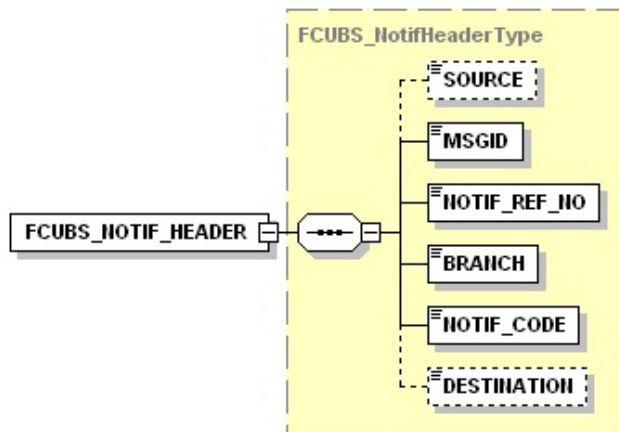 FCUBS_NotifHeaderType
SOURCE
MSGID
NOTIF_REF_NO
FCUBS_NOTIF_HEADER
BRANCH
NOTIF_CODE
DESTINATION